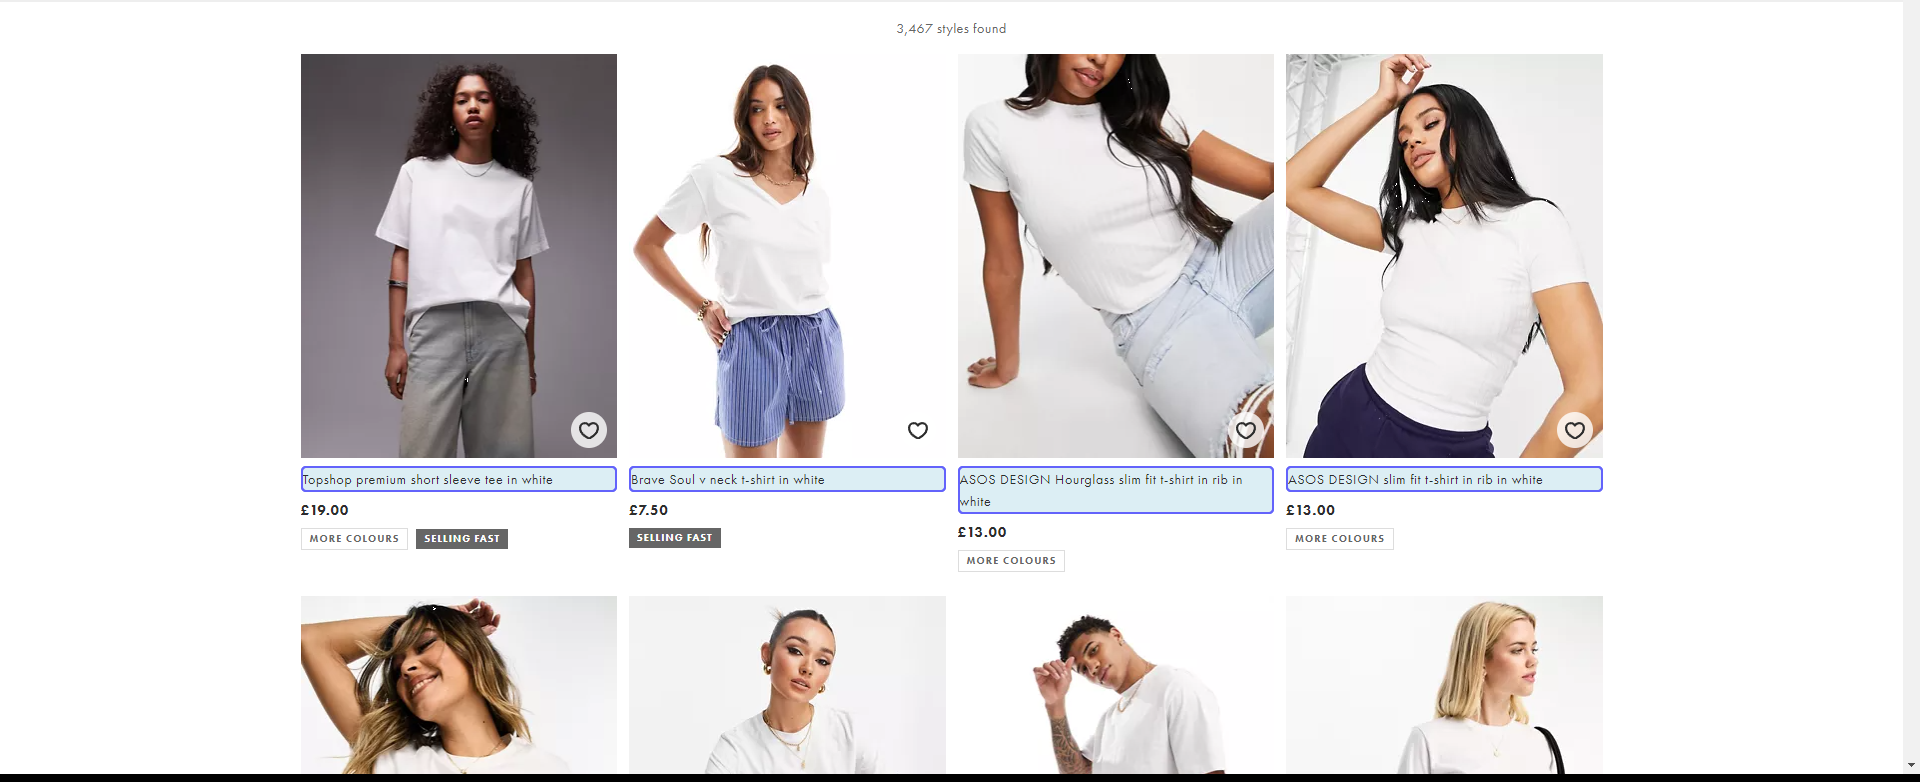 3,467 styles found
Topshop premium short sleeve tee in white
£19.00
MORE COLOURS
SELLING FAST
Brave Soul v neck t-shirt in white
£7.50
SELLING FAST
ASOS DESIGN Hourglass slim fit t-shirt in rib in
white
£13.00
MORE COLOURS
ASOS DESIGN slim fit t-shirt in rib in white
£13.00
MORE COLOURS